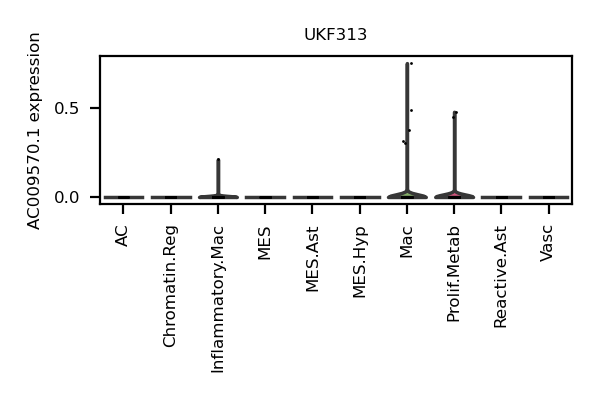 UKF313
AC009570.1 expression
0.5
0.0
AC
Chromatin.Reg
Inflammatory.Mac
MES
MES.Ast
MES.Hyp
Mac
Prolif.Metab
Reactive.Ast
Vasc